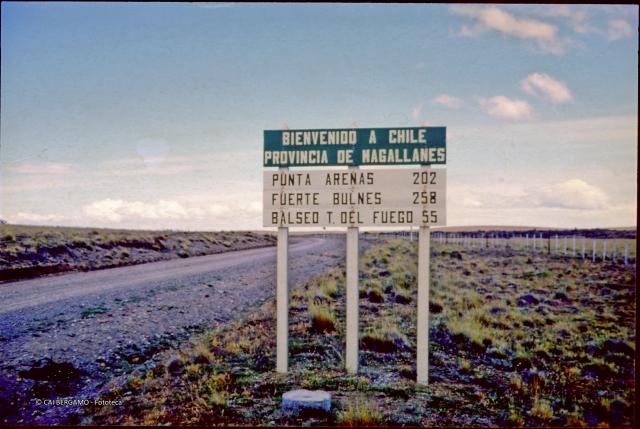 BIENVENIDO A CHILE
PROVINCIA DE MAGALLANES
PUNTA ARENAS 202
FUERTE BULNES 258
BALSEO T. DEL FUEGO 55
© CAI BERGAMO - Fototeca